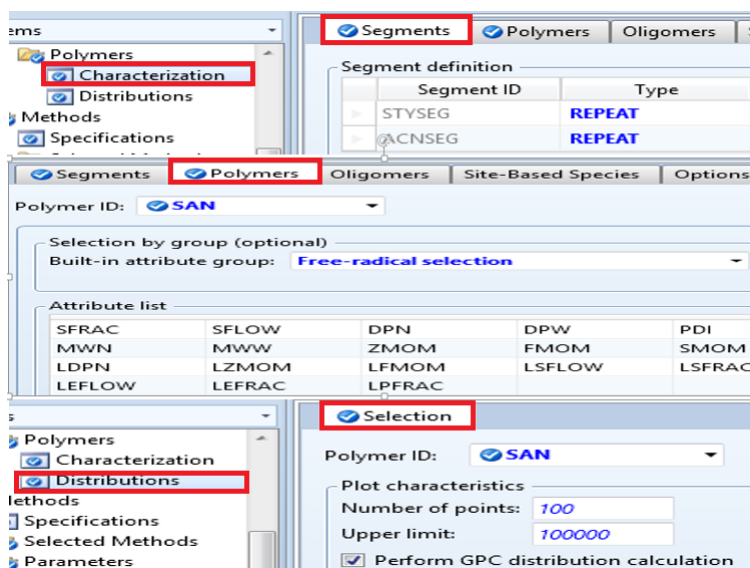 ems
Polymers
Characterization
Distributions
Methods
Specifications
Segments Polymers Oligomers
Segment definition
Segment ID Type
STYSEG REPEAT
ACNSEG REPEAT
Segments Polymers Oligomers Site-Based Species Options
Polymer ID: SAN
Selection by group (optional)
Built-in attribute group: Free-radical selection
Attribute list
SFRAC SFLOW DPN DPW PDI
MWN MWW ZMOM FMOM SMOM
LDPN LZMOM LFMOM LSFLOW LSFRAC
LEFLOW LEFRAC LPFRAC
s
Polymers
Characterization
Distributions
Methods
Specifications
Selected Methods
Parameters
Selection
Polymer ID: SAN
Plot characteristics
Number of points: 100
Upper limit: 100000
Perform GPC distribution calculation